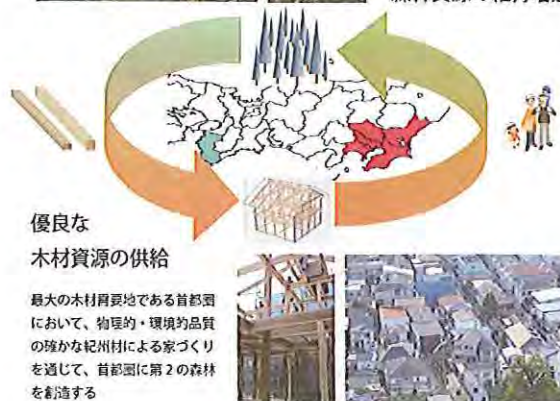 優良な
木材資源の供給
最大の木材需要地である首都圏
において、物理的・環境的品質
の確かな紀州材による家づくり
を通じて、首都圏に第2の森林
を創造する